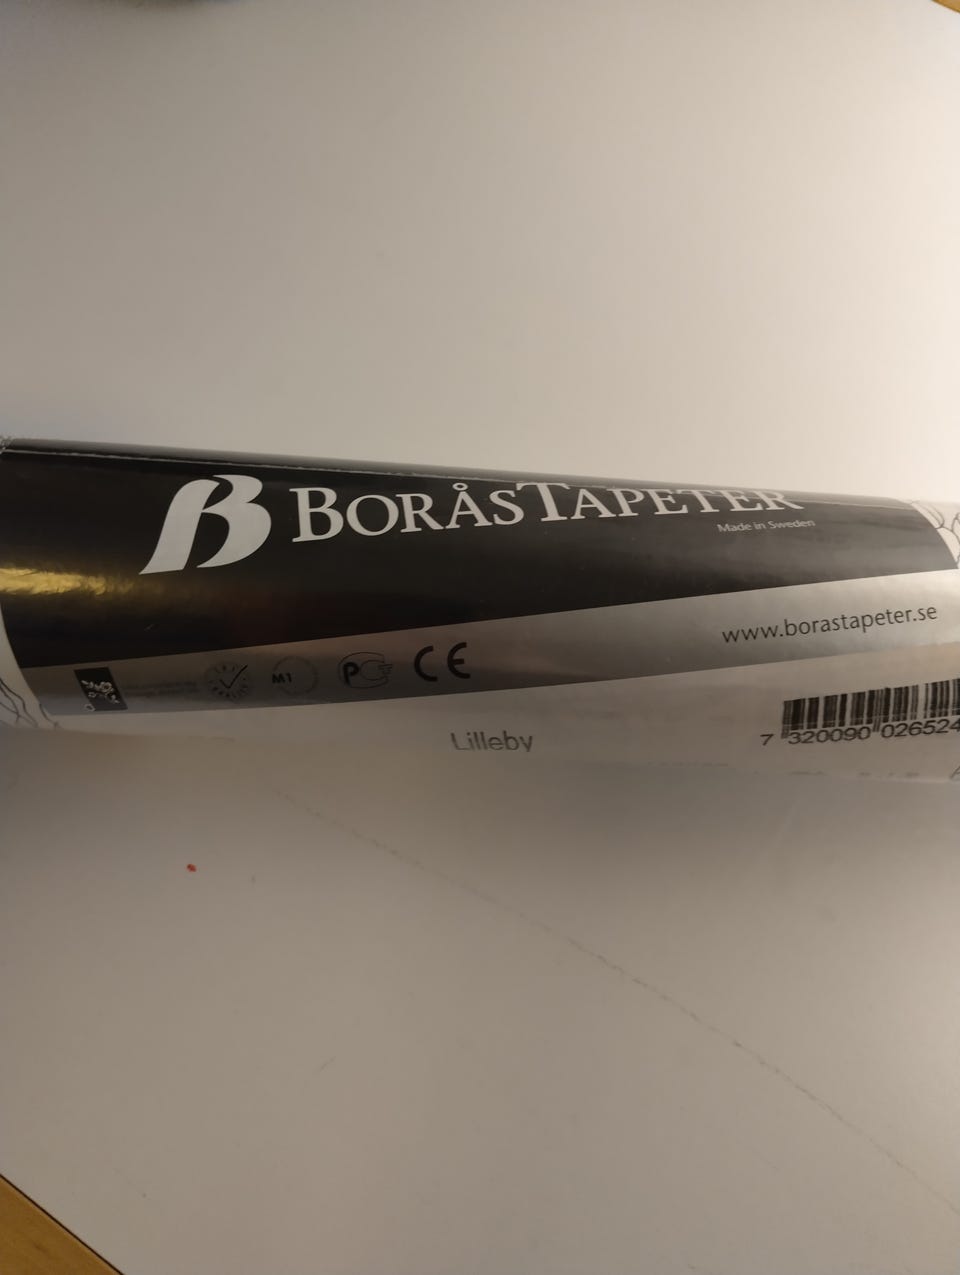 BORÅSTAPETER
Made in Sweden
www.borastapeter.se
M1
CE
Lilleby
7 320090 026524